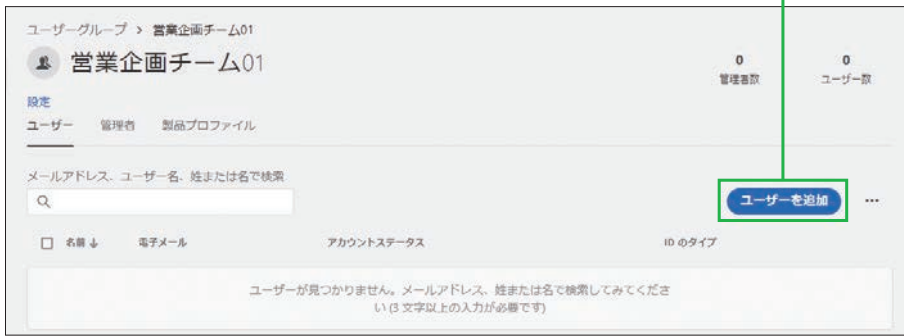 ユーザーグループ > 営業企画チーム01
営業企画チーム01
0
管理者数
0
ユーザー数
設定
ユーザー 管理者 製品プロファイル
メールアドレス、ユーザー名、姓または名で検索
ユーザーを追加 ...
名前↓ 電子メール アカウントステータス ID のタイプ
ユーザーが見つかりません。メールアドレス、姓または名で検索してみてくださ
い (3 文字以上の入力が必要です)